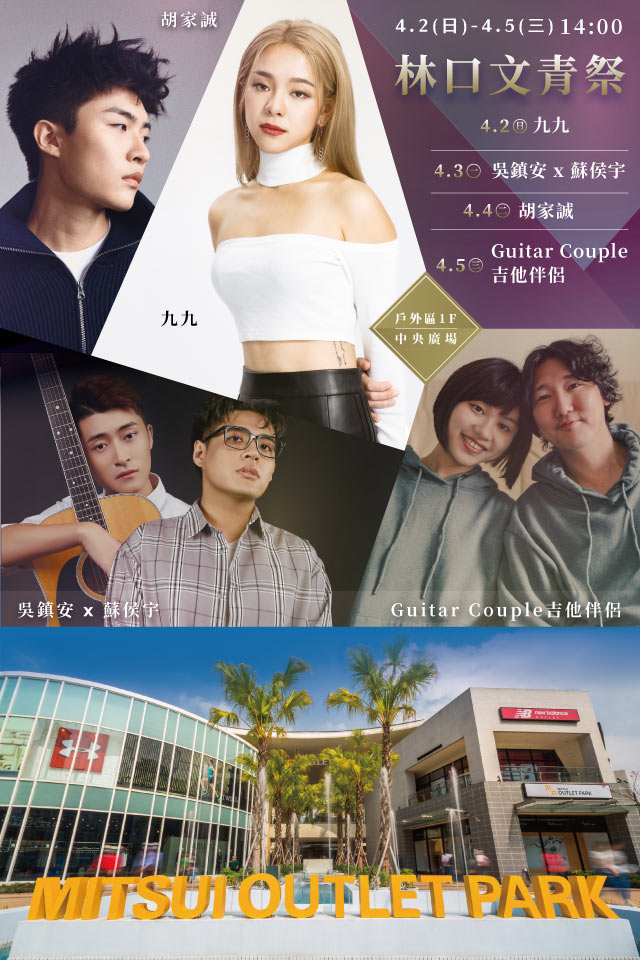 胡家誠
4.2(日)-4.5(三)14:00
林口文青祭
4.2㊐九九
4.3㊀ 吳鎮安 x 蘇侯宇
4.4㊁ 胡家誠
4.5㊂ Guitar Couple
吉他伴侶
九九
戶外區1F
中央廣場
吳鎮安 x 蘇侯宇
Guitar Couple吉他伴侶
new balance
OUTLET
MITSUI
OUTLET PARK
MITSUI OUTLET PARK